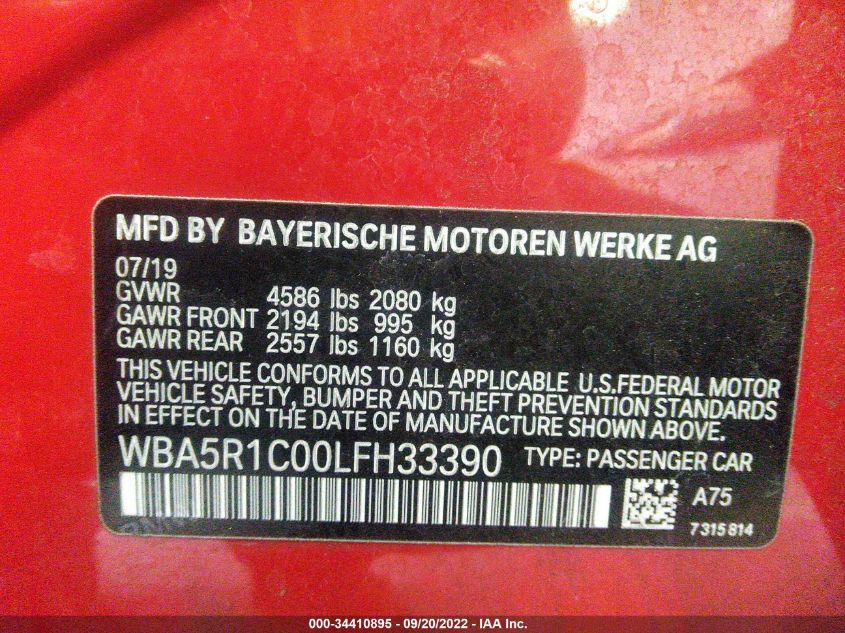 MFD BY BAYERISCHE MOTOREN WERKE AG
07/19
GVWR 4586 lbs 2080 kg
GAWR FRONT 2194 lbs 995 kg
GAWR REAR 2557 lbs 1160 kg
THIS VEHICLE CONFORMS TO ALL APPLICABLE U.S.FEDERAL MOTOR
VEHICLE SAFETY, BUMPER AND THEFT PREVENTION STANDARDS
IN EFFECT ON THE DATE OF MANUFACTURE SHOWN ABOVE.
WBA5R1C00LFH33390 TYPE: PASSENGER CAR
A75
7315814
000-34410895 - 09/20/2022 - IAA Inc.